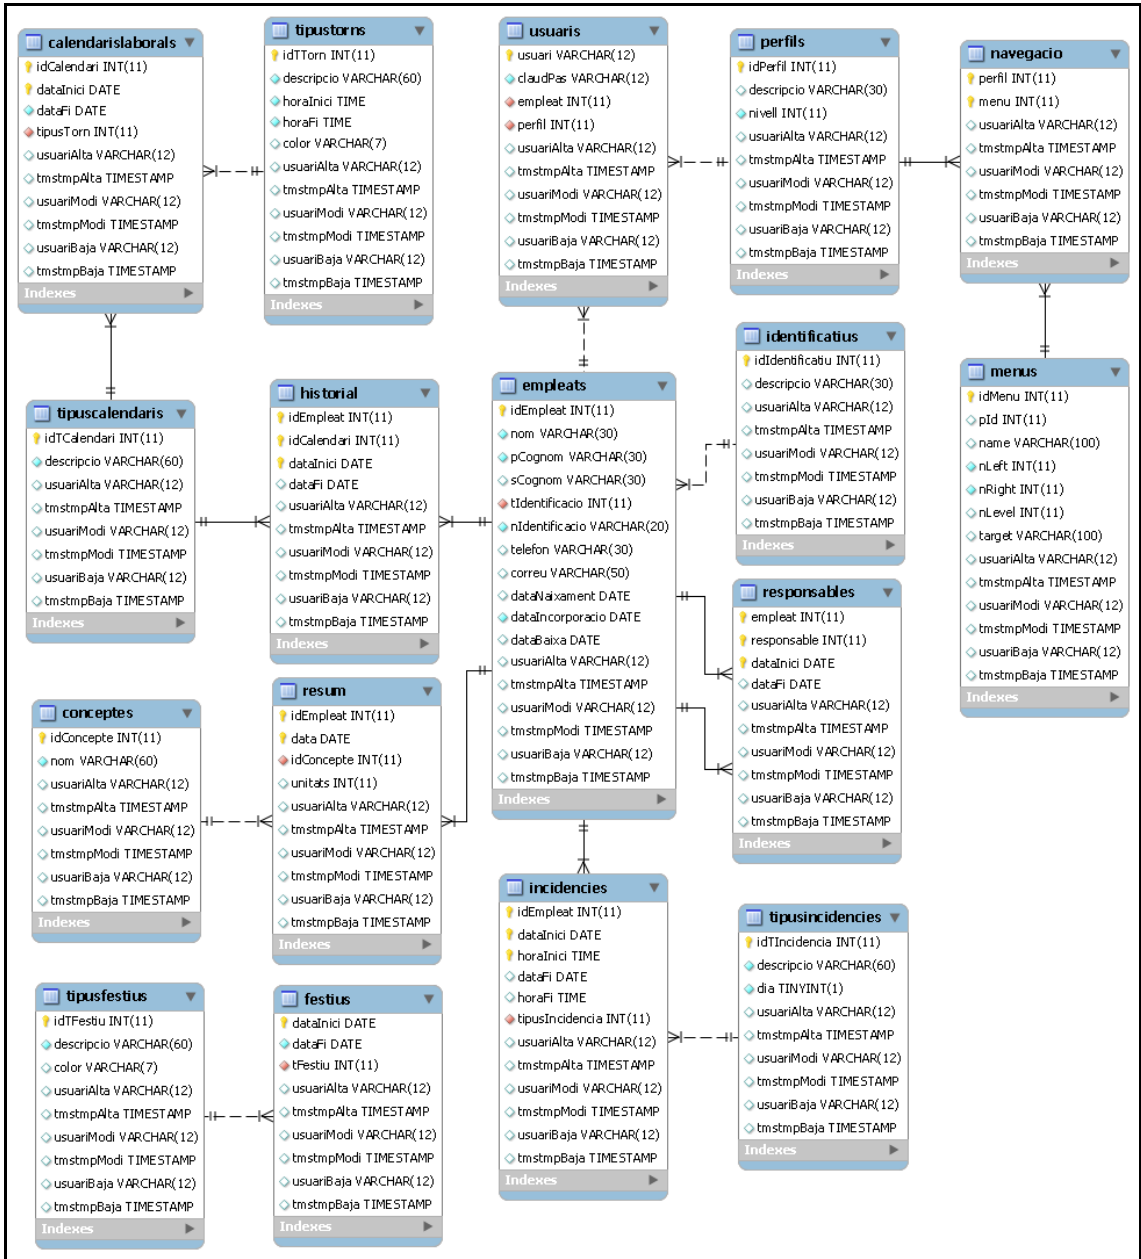 calendarislaborals
idCalendari INT(11)
dataInici DATE
dataFi DATE
tipusTorn INT(11)
usuariAlta VARCHAR(12)
tmstmpAlta TIMESTAMP
usuariModi VARCHAR(12)
tmstmpModi TIMESTAMP
usuariBaja VARCHAR(12)
tmstmpBaja TIMESTAMP
Indexes
tipustorns
idTTorn INT(11)
descripcio VARCHAR(60)
horaInici TIME
horaFi TIME
color VARCHAR(7)
usuariAlta VARCHAR(12)
tmstmpAlta TIMESTAMP
usuariModi VARCHAR(12)
tmstmpModi TIMESTAMP
usuariBaja VARCHAR(12)
tmstmpBaja TIMESTAMP
Indexes
usuaris
usuari VARCHAR(12)
claudPas VARCHAR(12)
empleat INT(11)
perfil INT(11)
usuariAlta VARCHAR(12)
tmstmpAlta TIMESTAMP
usuariModi VARCHAR(12)
tmstmpModi TIMESTAMP
usuariBaja VARCHAR(12)
tmstmpBaja TIMESTAMP
Indexes
perfils
idPerfil INT(11)
descripcio VARCHAR(30)
nivell INT(11)
usuariAlta VARCHAR(12)
tmstmpAlta TIMESTAMP
usuariModi VARCHAR(12)
tmstmpModi TIMESTAMP
usuariBaja VARCHAR(12)
tmstmpBaja TIMESTAMP
Indexes
navegacio
perfil INT(11)
menu INT(11)
usuariAlta VARCHAR(12)
tmstmpAlta TIMESTAMP
usuariModi VARCHAR(12)
tmstmpModi TIMESTAMP
usuariBaja VARCHAR(12)
tmstmpBaja TIMESTAMP
Indexes
tipuscalendaris
idTCalendari INT(11)
descripcio VARCHAR(60)
usuariAlta VARCHAR(12)
tmstmpAlta TIMESTAMP
usuariModi VARCHAR(12)
tmstmpModi TIMESTAMP
usuariBaja VARCHAR(12)
tmstmpBaja TIMESTAMP
Indexes
historial
idEmpleat INT(11)
idCalendari INT(11)
dataInici DATE
dataFi DATE
usuariAlta VARCHAR(12)
tmstmpAlta TIMESTAMP
usuariModi VARCHAR(12)
tmstmpModi TIMESTAMP
usuariBaja VARCHAR(12)
tmstmpBaja TIMESTAMP
Indexes
empleats
idEmpleat INT(11)
nom VARCHAR(30)
pCognom VARCHAR(30)
sCognom VARCHAR(30)
tIdentificacio INT(11)
nIdentificacio VARCHAR(20)
telefon VARCHAR(30)
correu VARCHAR(50)
dataNaixament DATE
dataIncorporacio DATE
dataBaixa DATE
usuariAlta VARCHAR(12)
tmstmpAlta TIMESTAMP
usuariModi VARCHAR(12)
tmstmpModi TIMESTAMP
usuariBaja VARCHAR(12)
tmstmpBaja TIMESTAMP
Indexes
identificatius
idIdentificatiu INT(11)
descripcio VARCHAR(30)
usuariAlta VARCHAR(12)
tmstmpAlta TIMESTAMP
usuariModi VARCHAR(12)
tmstmpModi TIMESTAMP
usuariBaja VARCHAR(12)
tmstmpBaja TIMESTAMP
Indexes
menus
idMenu INT(11)
pId INT(11)
name VARCHAR(100)
nLeft INT(11)
nRight INT(11)
nLevel INT(11)
target VARCHAR(100)
usuariAlta VARCHAR(12)
tmstmpAlta TIMESTAMP
usuariModi VARCHAR(12)
tmstmpModi TIMESTAMP
usuariBaja VARCHAR(12)
tmstmpBaja TIMESTAMP
Indexes
responsables
empleat INT(11)
responsable INT(11)
dataInici DATE
dataFi DATE
usuariAlta VARCHAR(12)
tmstmpAlta TIMESTAMP
usuariModi VARCHAR(12)
tmstmpModi TIMESTAMP
usuariBaja VARCHAR(12)
tmstmpBaja TIMESTAMP
Indexes
conceptes
idConcepte INT(11)
nom VARCHAR(60)
usuariAlta VARCHAR(12)
tmstmpAlta TIMESTAMP
usuariModi VARCHAR(12)
tmstmpModi TIMESTAMP
usuariBaja VARCHAR(12)
tmstmpBaja TIMESTAMP
Indexes
resum
idEmpleat INT(11)
data DATE
idConcepte INT(11)
unitats INT(11)
usuariAlta VARCHAR(12)
tmstmpAlta TIMESTAMP
usuariModi VARCHAR(12)
tmstmpModi TIMESTAMP
usuariBaja VARCHAR(12)
tmstmpBaja TIMESTAMP
Indexes
incidencies
idEmpleat INT(11)
dataInici DATE
horaInici TIME
dataFi DATE
horaFi TIME
tipusIncidencia INT(11)
usuariAlta VARCHAR(12)
tmstmpAlta TIMESTAMP
usuariModi VARCHAR(12)
tmstmpModi TIMESTAMP
usuariBaja VARCHAR(12)
tmstmpBaja TIMESTAMP
Indexes
tipusincidencies
idTIncidencia INT(11)
descripcio VARCHAR(60)
dia TINYINT(1)
usuariAlta VARCHAR(12)
tmstmpAlta TIMESTAMP
usuariModi VARCHAR(12)
tmstmpModi TIMESTAMP
usuariBaja VARCHAR(12)
tmstmpBaja TIMESTAMP
Indexes
tipusfestius
idTFestiu INT(11)
descripcio VARCHAR(60)
color VARCHAR(7)
usuariAlta VARCHAR(12)
tmstmpAlta TIMESTAMP
usuariModi VARCHAR(12)
tmstmpModi TIMESTAMP
usuariBaja VARCHAR(12)
tmstmpBaja TIMESTAMP
Indexes
festius
dataInici DATE
dataFi DATE
tFestiu INT(11)
usuariAlta VARCHAR(12)
tmstmpAlta TIMESTAMP
usuariModi VARCHAR(12)
tmstmpModi TIMESTAMP
usuariBaja VARCHAR(12)
tmstmpBaja TIMESTAMP
Indexes